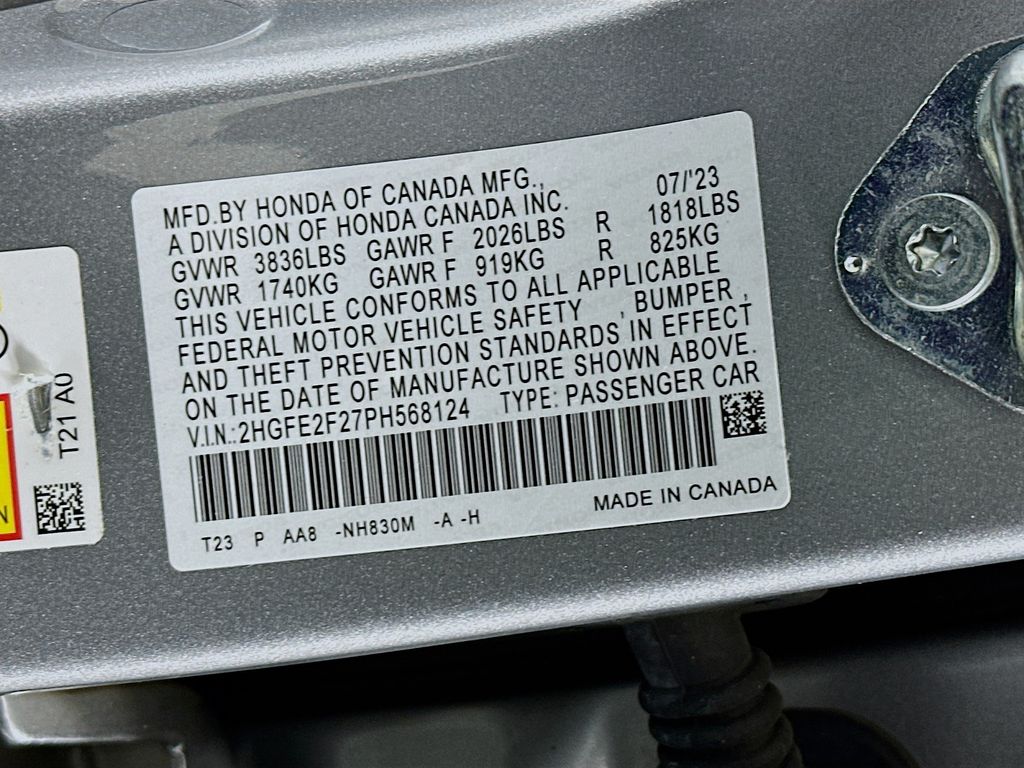 MFD.BY HONDA OF CANADA MFG., 07/'23
A DIVISION OF HONDA CANADA INC.
GVWR 3836LBS GAWR F 2026LBS R 1818LBS
GVWR 1740KG GAWR F 919KG R 825KG
THIS VEHICLE CONFORMS TO ALL APPLICABLE
FEDERAL MOTOR VEHICLE SAFETY , BUMPER ,
AND THEFT PREVENTION STANDARDS IN EFFECT
ON THE DATE OF MANUFACTURE SHOWN ABOVE.
V.I.N.:2HGFE2F27PH568124 TYPE: PASSENGER CAR
MADE IN CANADA
T23 P AA8 -NH830M -A -H
T21 A0